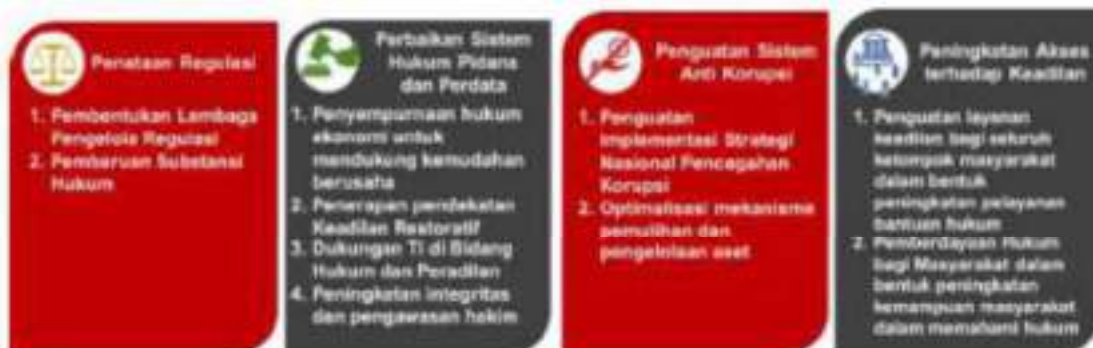 Penataan Regulasi
1. Pembentukan Lembaga
Pengelola Regulasi
2. Pembaruan Substansi
Hukum
Perbaikan Sistem
Hukum Pidana
dan Perdata
1. Penyempurnaan hukum
ekonomi untuk
mendukung kemudahan
berusaha
2. Penerapan pendekatan
Keadilan Restoratif
3. Dukungan TI di Bidang
Hukum dan Peradilan
4. Peningkatan integritas
dan pengawasan hakim
Penguatan Sistem
Anti Korupsi
1. Penguatan
Implementasi Strategi
Nasional Pencegahan
Korupsi
2. Optimalisasi mekanisme
pemulihan dan
pengelolaan aset
Peningkatan Akses
terhadap Keadilan
1. Penguatan layanan
keadilan bagi seluruh
kelompok masyarakat
dalam bentuk
peningkatan pelayanan
bantuan hukum
2. Pemberdayaan Hukum
bagi Masyarakat dalam
bentuk peningkatan
kemampuan masyarakat
dalam memahami hukum